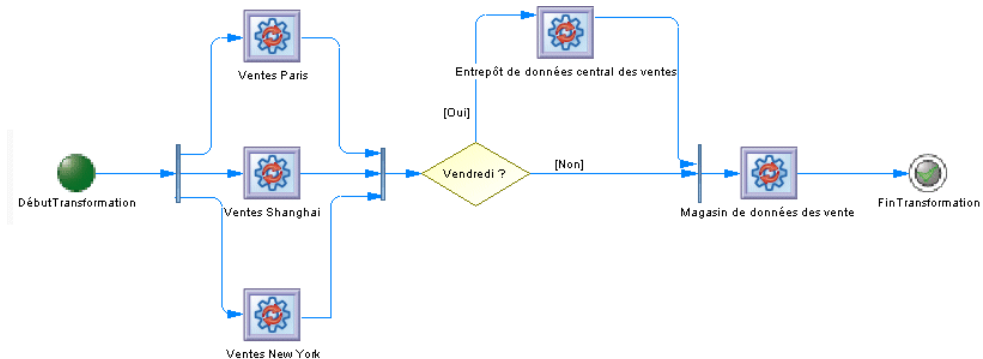 Ventes Paris
Entrepôt de données central des ventes
[Oui]
[Non]
Vendredi ?
DébutTransformation
Ventes Shanghai
Magasin de données des vente
FinTransformation
Ventes New York